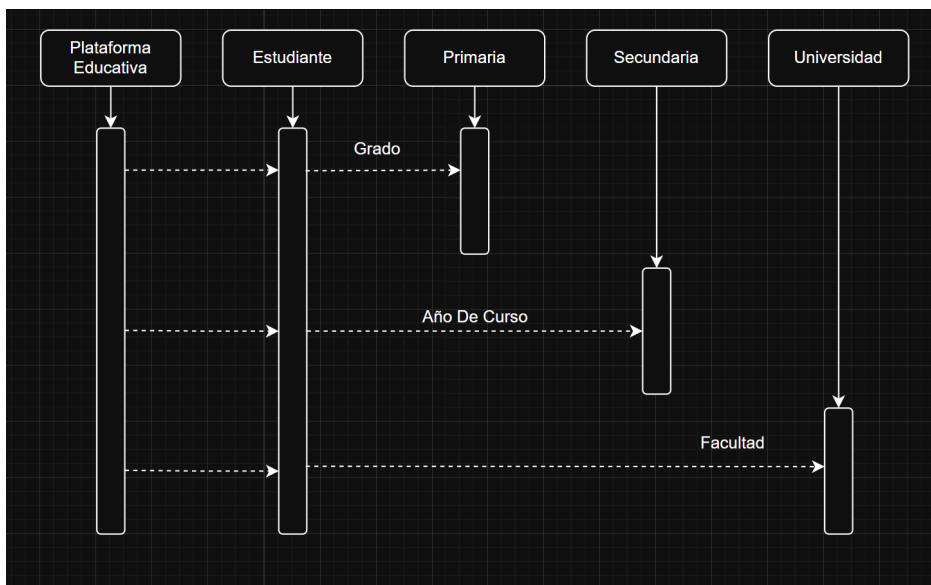 Plataforma
Educativa
Estudiante
Primaria
Secundaria
Universidad
Grado
Año De Curso
Facultad